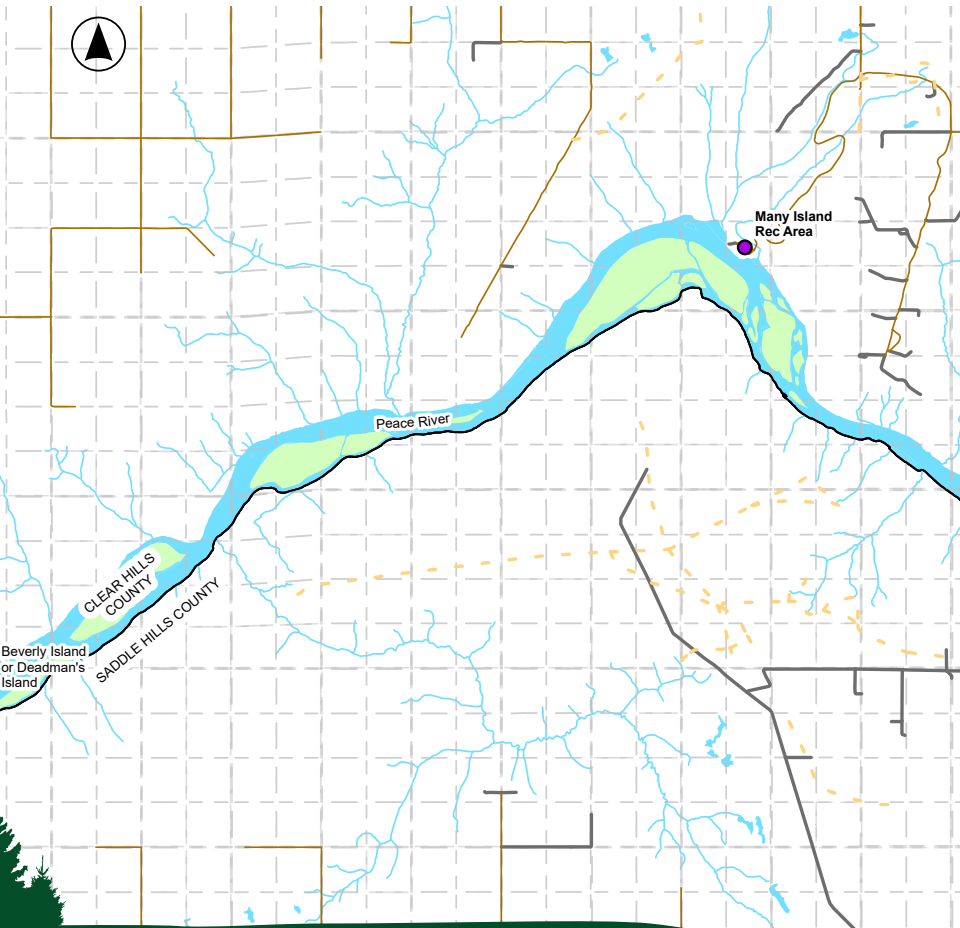 Many Island
Rec Area
Peace River
CLEAR HILLS
COUNTY
SADDLE HILLS COUNTY
Beverly Island
or Deadman's
Island